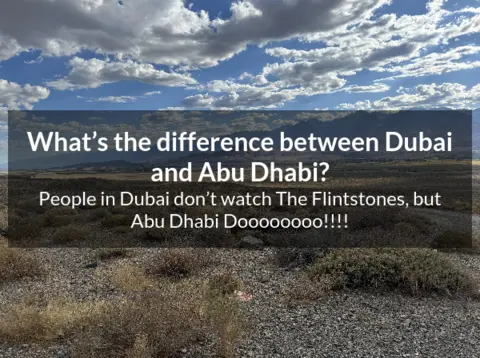 What’s the difference between Dubai
and Abu Dhabi?
People in Dubai don’t watch The Flintstones, but
Abu Dhabi Doooooooo!!!!